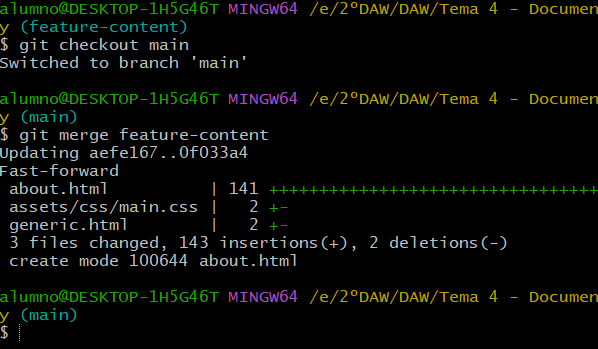 alumno@DESKTOP-1H5G46T MINGW64 /e/2ºDAW/DAW/Tema 4 - Documen
y (feature-content)
$ git checkout main
Switched to branch 'main'
alumno@DESKTOP-1H5G46T MINGW64 /e/2ºDAW/DAW/Tema 4 - Documen
y (main)
$ git merge feature-content
Updating aefe167..0f033a4
Fast-forward
 about.html          | 141 +++++++++++++++++++++++++++++++++
 assets/css/main.css |   2 +-
 generic.html        |   2 +-
 3 files changed, 143 insertions(+), 2 deletions(-)
 create mode 100644 about.html
alumno@DESKTOP-1H5G46T MINGW64 /e/2ºDAW/DAW/Tema 4 - Documen
y (main)
$